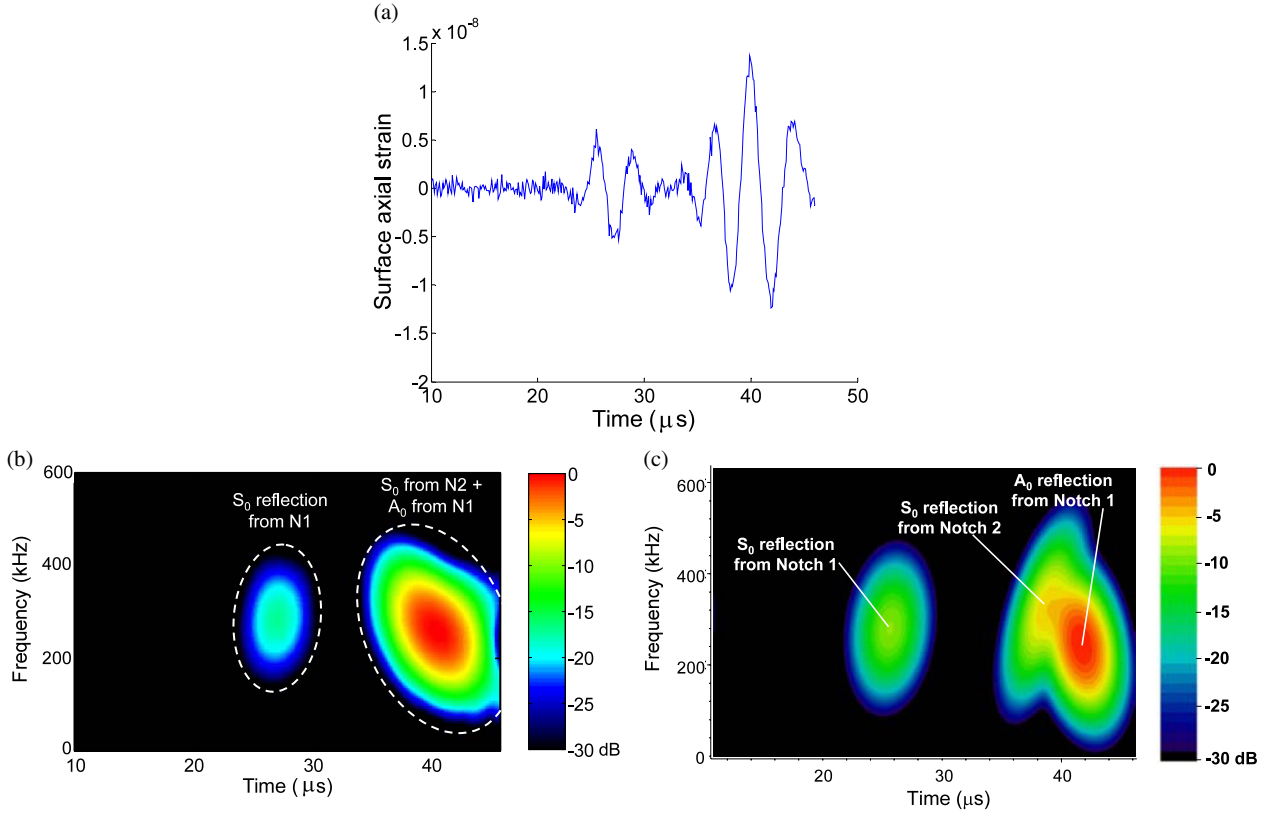 (a)
x 10^-8
1.5
1
0.5
0
-0.5
-1
-1.5
-2
10 20 30 40 50
Surface axial strain
Time (μs)
(b)
600
400
200
0
10 20 30 40
Frequency (kHz)
Time (μs)
S0 reflection
from N1
S0 from N2 +
A0 from N1
0
-5
-10
-15
-20
-25
-30 dB
(c)
600
400
200
0
20 30 40
Frequency (kHz)
Time (μs)
S0 reflection
from Notch 1
S0 reflection
from Notch 2
A0 reflection
from Notch 1
0
-5
-10
-15
-20
-25
-30 dB